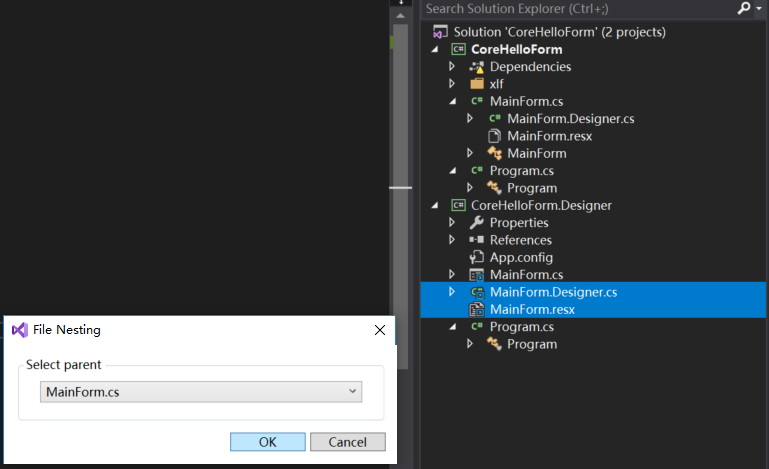 Search Solution Explorer (Ctrl+;)
Solution 'CoreHelloForm' (2 projects)
C# CoreHelloForm
Dependencies
xlf
C# MainForm.cs
C# MainForm.Designer.cs
MainForm.resx
MainForm
C# Program.cs
Program
C# CoreHelloForm.Designer
Properties
References
App.config
MainForm.cs
C# MainForm.Designer.cs
MainForm.resx
C# Program.cs
Program
File Nesting
Select parent
MainForm.cs
OK
Cancel